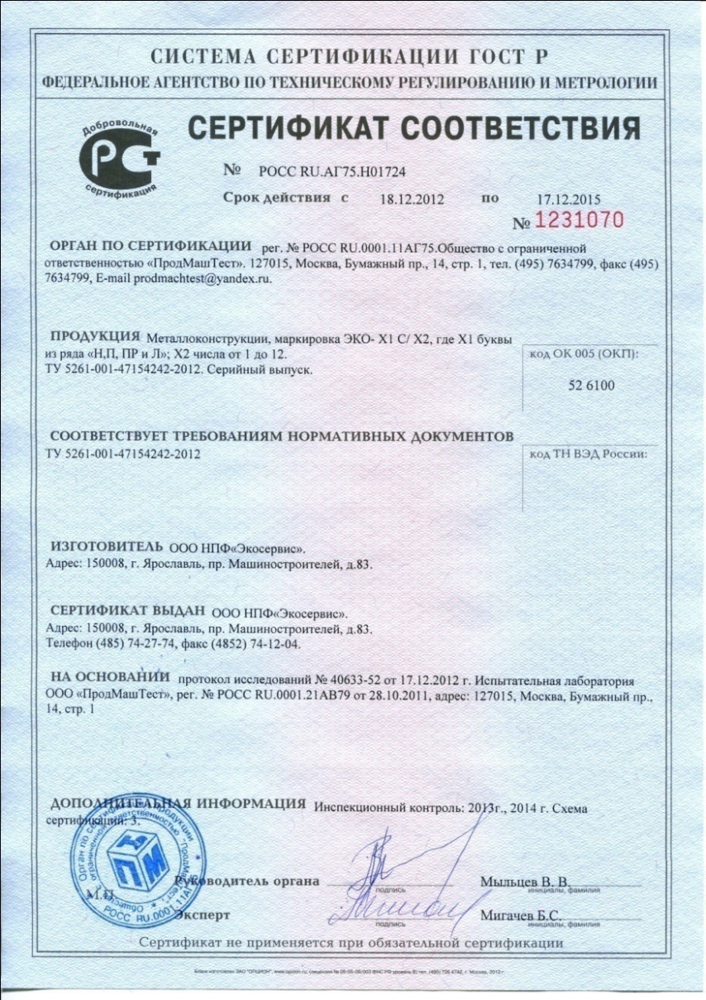 СИСТЕМА СЕРТИФИКАЦИИ ГОСТ Р
ФЕДЕРАЛЬНОЕ АГЕНТСТВО ПО ТЕХНИЧЕСКОМУ РЕГУЛИРОВАНИЮ И МЕТРОЛОГИИ
Добровольная
РСТ
сертификация
СЕРТИФИКАТ СООТВЕТСТВИЯ
№ РОСС RU.АГ75.Н01724
Срок действия с 18.12.2012 по 17.12.2015
№ 1231070
ОРГАН ПО СЕРТИФИКАЦИИ рег. № РОСС RU.0001.11АГ75.Общество с ограниченной
ответственностью «ПродМашТест». 127015, Москва, Бумажный пр., 14, стр. 1, тел. (495) 7634799, факс (495)
7634799, E-mail prodmachtest@yandex.ru.
ПРОДУКЦИЯ Металлоконструкции, маркировка ЭКО- Х1 С/ Х2, где Х1 буквы
из ряда «Н,П, ПР и Л»; Х2 числа от 1 до 12.
ТУ 5261-001-47154242-2012. Серийный выпуск.
код ОК 005 (ОКП):
52 6100
СООТВЕТСТВУЕТ ТРЕБОВАНИЯМ НОРМАТИВНЫХ ДОКУМЕНТОВ
ТУ 5261-001-47154242-2012
код ТН ВЭД России:
ИЗГОТОВИТЕЛЬ ООО НПФ«Экосервис».
Адрес: 150008, г. Ярославль, пр. Машиностроителей, д.83.
СЕРТИФИКАТ ВЫДАН ООО НПФ«Экосервис».
Адрес: 150008, г. Ярославль, пр. Машиностроителей, д.83.
Телефон (485) 74-27-74, факс (4852) 74-12-04.
НА ОСНОВАНИИ протокол исследований № 40633-52 от 17.12.2012 г. Испытательная лаборатория
ООО «ПродМашТест», рег. № РОСС RU.0001.21АВ79 от 28.10.2011, адрес: 127015, Москва, Бумажный пр.,
14, стр. 1
ДОПОЛНИТЕЛЬНАЯ ИНФОРМАЦИЯ Инспекционный контроль: 2013г., 2014 г. Схема
сертификаций: 3.
Орган по сертификации продукции
ПТМ
РОСС RU.0001.11АГ75
М.П.
Руководитель органа
подпись
Мыльцев В. В.
инициалы, фамилия
Эксперт
подпись
Мигачев Б.С.
инициалы, фамилия
Сертификат не применяется при обязательной сертификации